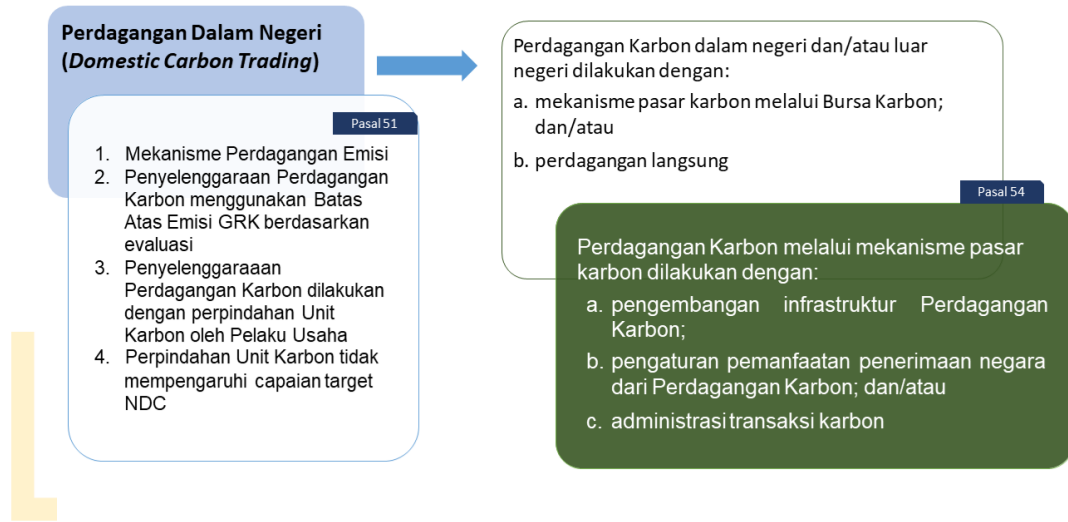 Perdagangan Dalam Negeri
(Domestic Carbon Trading)
Pasal 51
1. Mekanisme Perdagangan Emisi
2. Penyelenggaraan Perdagangan
Karbon menggunakan Batas
Atas Emisi GRK berdasarkan
evaluasi
3. Penyelenggaraaan
Perdagangan Karbon dilakukan
dengan perpindahan Unit
Karbon oleh Pelaku Usaha
4. Perpindahan Unit Karbon tidak
mempengaruhi capaian target
NDC
Perdagangan Karbon dalam negeri dan/atau luar
negeri dilakukan dengan:
a. mekanisme pasar karbon melalui Bursa Karbon;
dan/atau
b. perdagangan langsung
Pasal 54
Perdagangan Karbon melalui mekanisme pasar
karbon dilakukan dengan:
a. pengembangan infrastruktur Perdagangan
Karbon;
b. pengaturan pemanfaatan penerimaan negara
dari Perdagangan Karbon; dan/atau
c. administrasi transaksi karbon